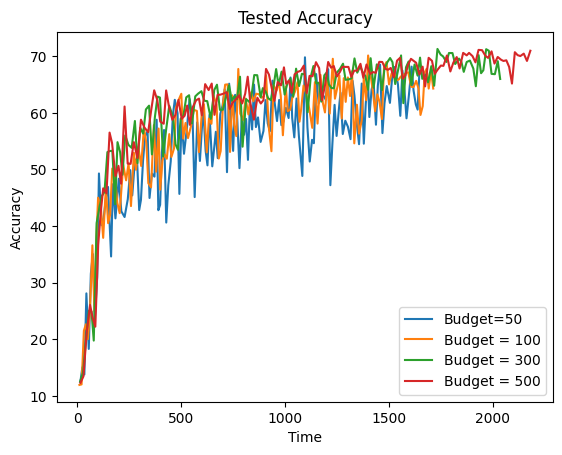 Tested Accuracy
Accuracy
70
60
50
40
30
20
10
0
500
1000
1500
2000
Time
Budget=50
Budget = 100
Budget = 300
Budget = 500